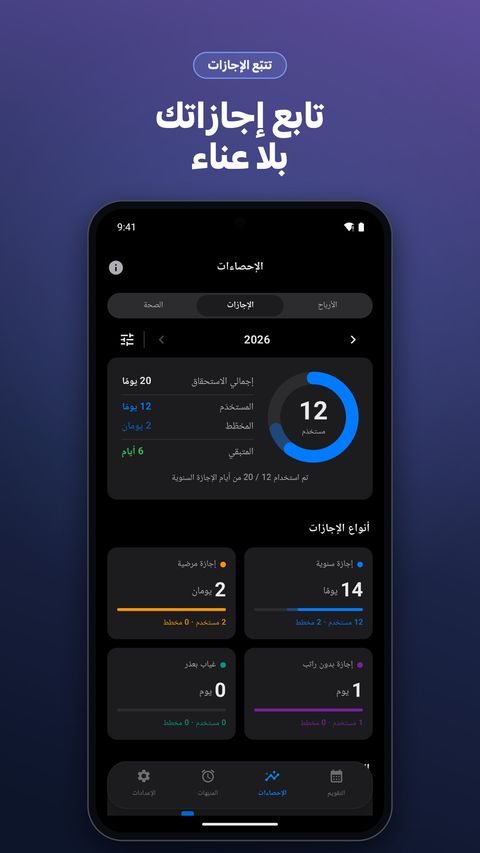 تتبّع الإجازات
تابع إجازاتك
بلا عناء
9:41
الإحصاءات
الأرباح
الإجازات
الصحة
2026
12
مستخدم
إجمالي الاستحقاق 20 يومًا
المستخدَم 12 يومًا
المخطَّط 2 يومان
المتبقي 6 أيام
تم استخدام 12 / 20 من أيام الإجازة السنوية
أنواع الإجازات
إجازة سنوية
14 يومًا
12 مستخدم - 2 مخطط
إجازة مرضية
2 يومان
2 مستخدم - 0 مخطط
إجازة بدون راتب
1 يوم
1 مستخدم - 0 مخطط
غياب بعذر
0 يوم
0 مستخدم - 0 مخطط
التقويم
الإحصاءات
المنبهات
الإعدادات